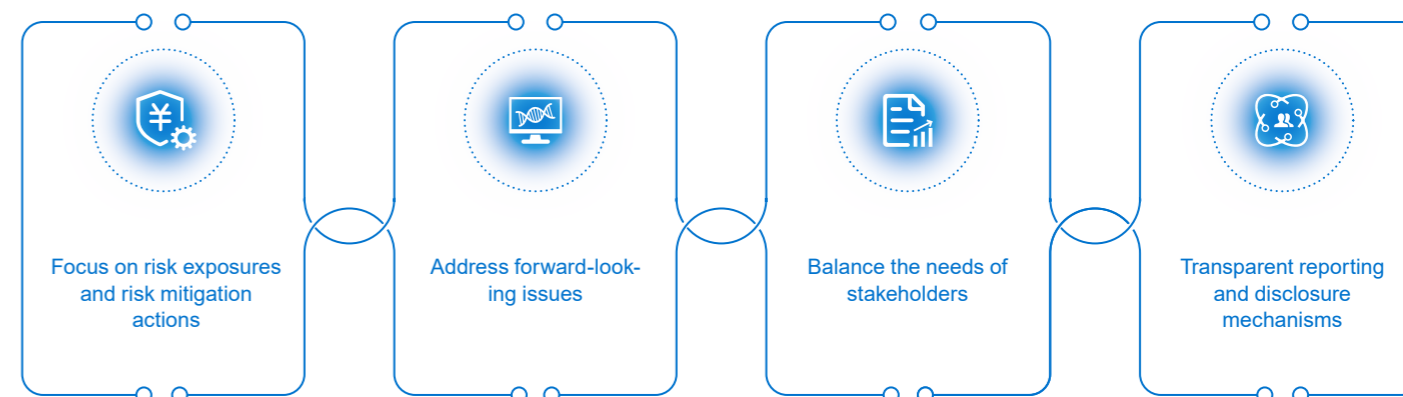 Focus on risk exposures
and risk mitigation
actions
Address forward-look-
ing issues
Balance the needs of
stakeholders
Transparent reporting
and disclosure
mechanisms